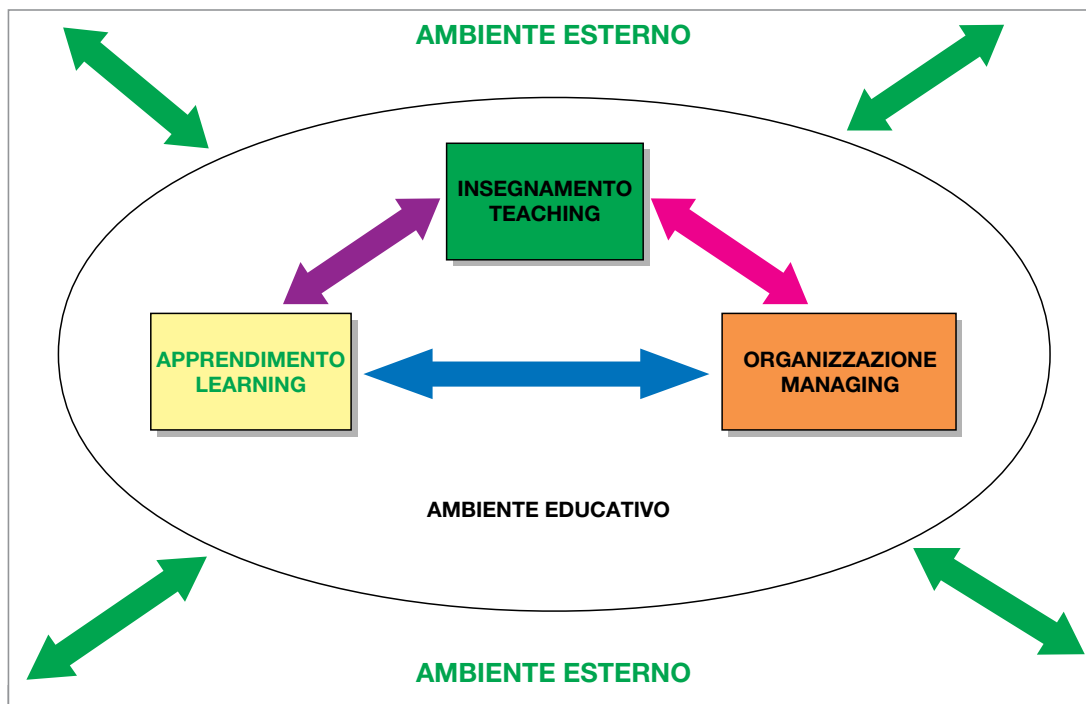 AMBIENTE ESTERNO
INSEGNAMENTO
TEACHING
APPRENDIMENTO
LEARNING
ORGANIZZAZIONE
MANAGING
AMBIENTE EDUCATIVO
AMBIENTE ESTERNO